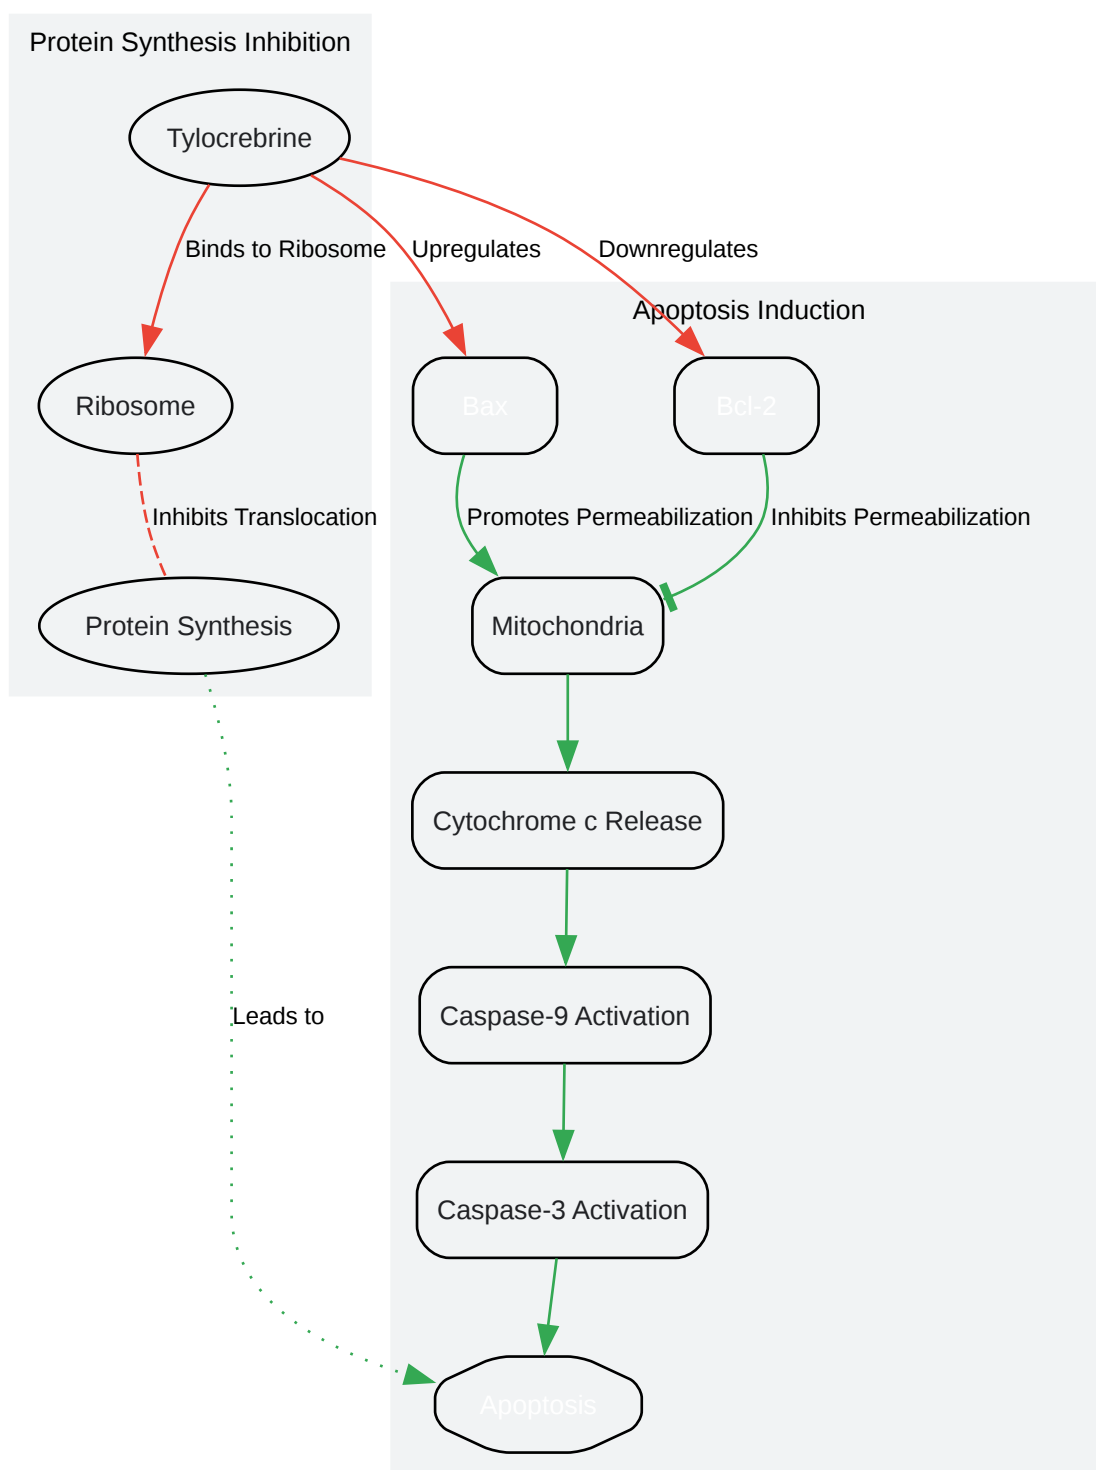 Protein Synthesis Inhibition
Tylocrebrine
Binds to Ribosome
Upregulates
Downregulates
Apoptosis Induction
Ribosome
Bax
Bcl-2
Inhibits Translocation
Promotes Permeabilization
Inhibits Permeabilization
Protein Synthesis
Mitochondria
Cytochrome c Release
Caspase-9 Activation
Leads to
Caspase-3 Activation
Apoptosis